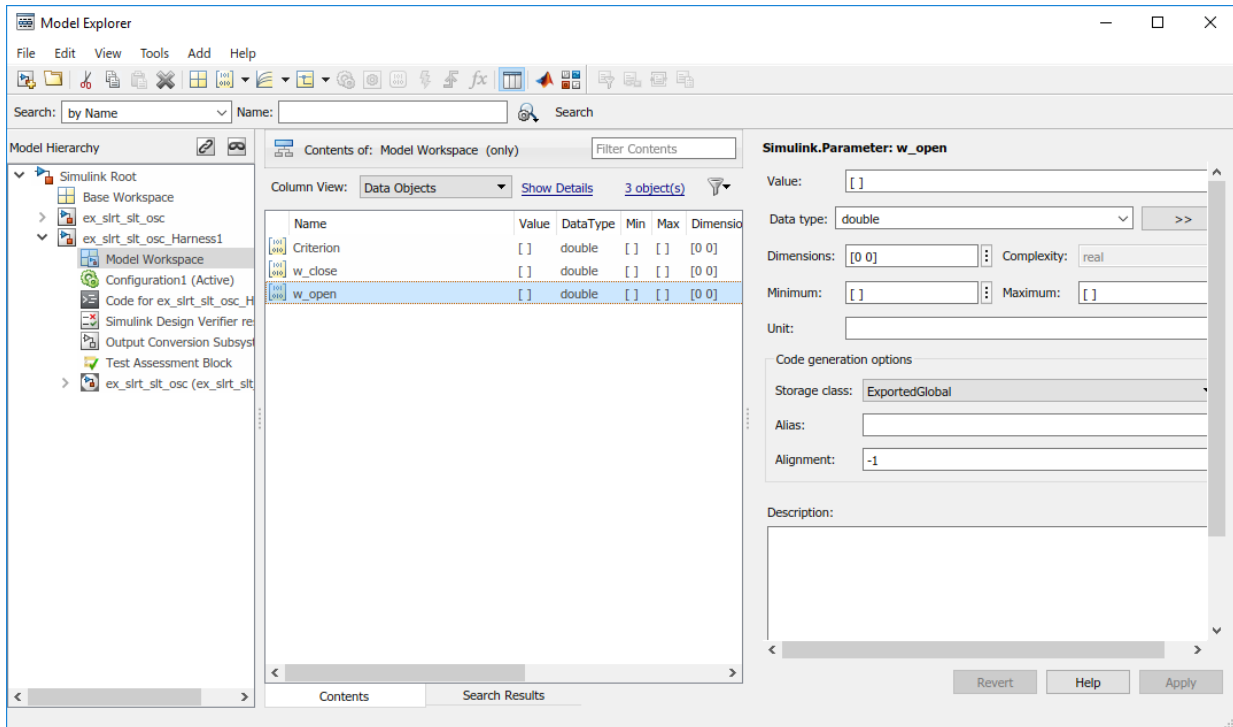 Model Explorer
File Edit View Tools Add Help
Search: by Name Name: Search
Model Hierarchy
Simulink Root
Base Workspace
ex_slrt_slt_osc
ex_slrt_slt_osc_Harness1
Model Workspace
Configuration1 (Active)
Code for ex_slrt_slt_osc_H
Simulink Design Verifier re
Output Conversion Subsyst
Test Assessment Block
ex_slrt_slt_osc (ex_slrt_slt
Contents of: Model Workspace (only) Filter Contents
Column View: Data Objects Show Details 3 object(s)
Name Value DataType Min Max Dimensio
Criterion [ ] double [ ] [ ] [0 0]
w_close [ ] double [ ] [ ] [0 0]
w_open [ ] double [ ] [ ] [0 0]
Contents Search Results
Simulink.Parameter: w_open
Value: [ ]
Data type: double >>
Dimensions: [0 0] Complexity: real
Minimum: [ ] Maximum: [ ]
Unit:
Code generation options
Storage class: ExportedGlobal
Alias:
Alignment: -1
Description:
Revert Help Apply